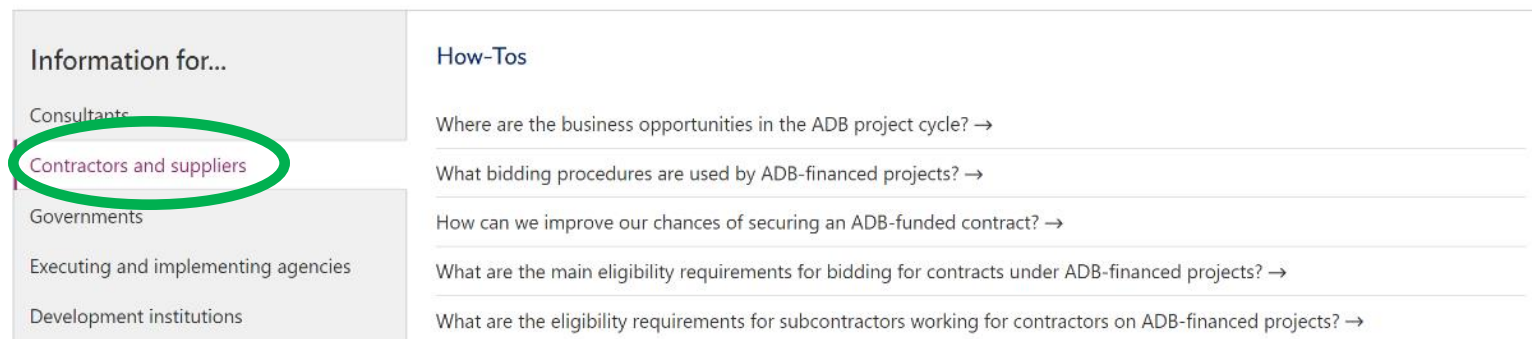 Information for...
Consultants
Contractors and suppliers
Governments
Executing and implementing agencies
Development institutions
How-Tos
Where are the business opportunities in the ADB project cycle? →
What bidding procedures are used by ADB-financed projects? →
How can we improve our chances of securing an ADB-funded contract? →
What are the main eligibility requirements for bidding for contracts under ADB-financed projects? →
What are the eligibility requirements for subcontractors working for contractors on ADB-financed projects? →